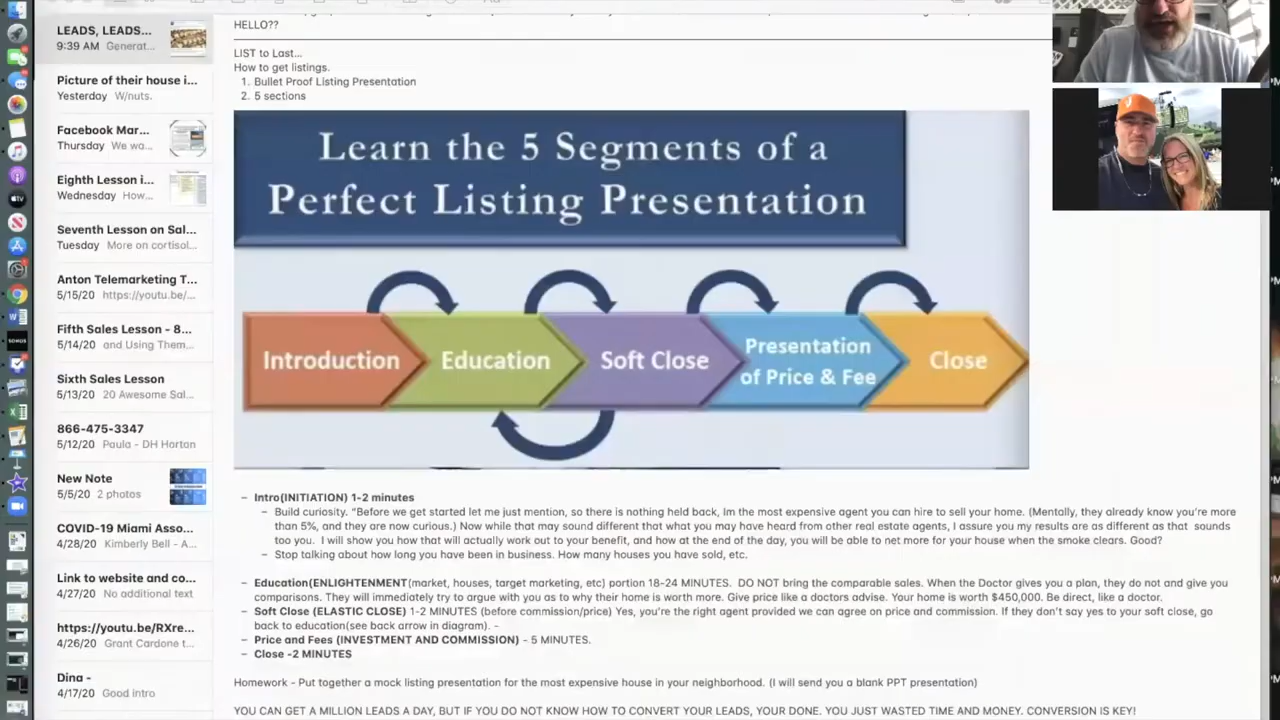 LEADS, LEADS...
9:39 AM Generat...
Picture of their house i...
Yesterday W/nuts.
Facebook Mar...
Thursday We wa...
Eighth Lesson i...
Wednesday How...
Seventh Lesson on Sal...
Tuesday More on cortisol...
Anton Telemarketing T...
5/15/20 https://youtu.be/...
Fifth Sales Lesson - 8...
5/14/20 and Using Them...
Sixth Sales Lesson
5/13/20 20 Awesome Sal...
866-475-3347
5/12/20 Paula - DH Horton
New Note
5/5/20 2 photos
COVID-19 Miami Asso...
4/28/20 Kimberly Bell - A...
Link to website and co...
4/27/20 No additional text
https://youtu.be/RXre...
4/26/20 Grant Cardone t...
Dina -
4/17/20 Good intro
HELLO??
LIST to Last...
How to get listings.
1. Bullet Proof Listing Presentation
2. 5 sections
Learn the 5 Segments of a
Perfect Listing Presentation
Introduction
Education
Soft Close
Presentation
of Price & Fee
Close
– Intro(INITIATION) 1-2 minutes
– Build curiosity. "Before we get started let me just mention, so there is nothing held back, Im the most expensive agent you can hire to sell your home. (Mentally, they already know you're more
than 5%, and they are now curious.) Now while that may sound different that what you may have heard from other real estate agents, I assure you my results are as different as that sounds
too you. I will show you how that will actually work out to your benefit, and how at the end of the day, you will be able to net more for your house when the smoke clears. Good?
– Stop talking about how long you have been in business. How many houses you have sold, etc.
– Education(ENLIGHTENMENT(market, houses, target marketing, etc) portion 18-24 MINUTES. DO NOT bring the comparable sales. When the Doctor gives you a plan, they do not and give you
comparisons. They will immediately try to argue with you as to why their home is worth more. Give price like a doctors advise. Your home is worth $450,000. Be direct, like a doctor.
– Soft Close (ELASTIC CLOSE) 1-2 MINUTES (before commission/price) Yes, you're the right agent provided we can agree on price and commission. If they don't say yes to your soft close, go
back to education(see back arrow in diagram). -
– Price and Fees (INVESTMENT AND COMMISSION) - 5 MINUTES.
– Close -2 MINUTES
Homework - Put together a mock listing presentation for the most expensive house in your neighborhood. (I will send you a blank PPT presentation)
YOU CAN GET A MILLION LEADS A DAY, BUT IF YOU DO NOT KNOW HOW TO CONVERT YOUR LEADS, YOUR DONE. YOU JUST WASTED TIME AND MONEY. CONVERSION IS KEY!